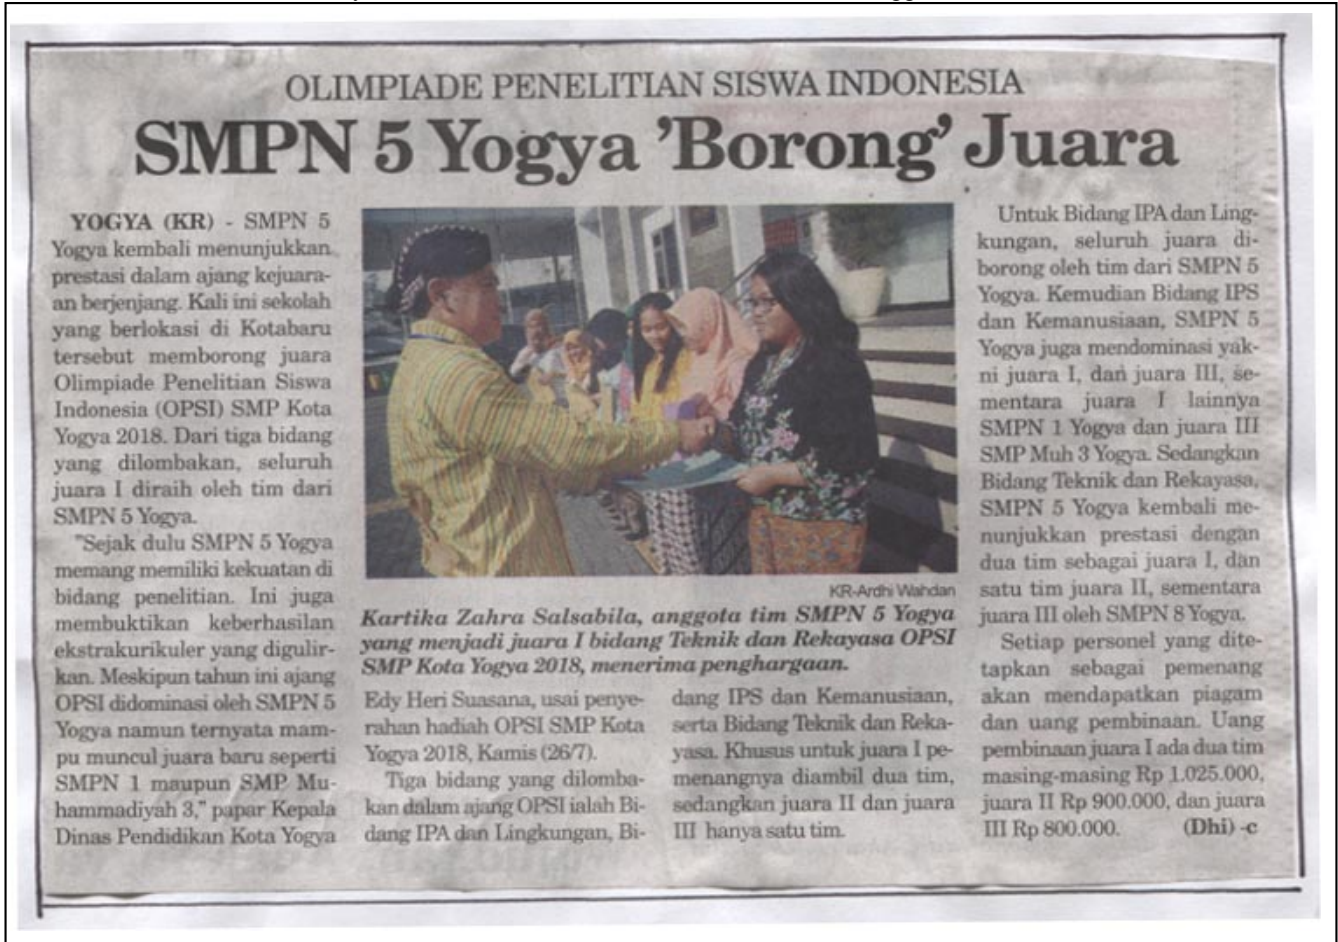 OLIMPIADE PENELITIAN SISWA INDONESIA
SMPN 5 Yogya 'Borong' Juara
YOGYA (KR) - SMPN 5
Yogya kembali menunjukkan
prestasi dalam ajang kejuara-
an berjenjang. Kali ini sekolah
yang berlokasi di Kotabaru
tersebut memborong juara
Olimpiade Penelitian Siswa
Indonesia (OPSI) SMP Kota
Yogya 2018. Dari tiga bidang
yang dilombakan, seluruh
juara I diraih oleh tim dari
SMPN 5 Yogya.
"Sejak dulu SMPN 5 Yogya
memang memiliki kekuatan di
bidang penelitian. Ini juga
membuktikan keberhasilan
ekstrakurikuler yang digulir-
kan. Meskipun tahun ini ajang
OPSI didominasi oleh SMPN 5
Yogya namun ternyata mam-
pu muncul juara baru seperti
SMPN 1 maupun SMP Mu-
hammadiyah 3," papar Kepala
Dinas Pendidikan Kota Yogya
KR-Ardhi Wahdan
Kartika Zahra Salsabila, anggota tim SMPN 5 Yogya
yang menjadi juara I bidang Teknik dan Rekayasa OPSI
SMP Kota Yogya 2018, menerima penghargaan.
Edy Heri Suasana, usai penye-
rahan hadiah OPSI SMP Kota
Yogya 2018, Kamis (26/7).
Tiga bidang yang dilomba-
kan dalam ajang OPSI ialah Bi-
dang IPA dan Lingkungan, Bi-
dang IPS dan Kemanusiaan,
serta Bidang Teknik dan Reka-
yasa. Khusus untuk juara I pe-
menangnya diambil dua tim,
sedangkan juara II dan juara
III hanya satu tim.
Untuk Bidang IPA dan Ling-
kungan, seluruh juara di-
borong oleh tim dari SMPN 5
Yogya. Kemudian Bidang IPS
dan Kemanusiaan, SMPN 5
Yogya juga mendominasi yak-
ni juara I, dan juara III, se-
mentara juara I lainnya
SMPN 1 Yogya dan juara III
SMP Muh 3 Yogya. Sedangkan
Bidang Teknik dan Rekayasa,
SMPN 5 Yogya kembali me-
nunjukkan prestasi dengan
dua tim sebagai juara I, dan
satu tim juara II, sementara
juara III oleh SMPN 8 Yogya.
Setiap personel yang dite-
tapkan sebagai pemenang
akan mendapatkan piagam
dan uang pembinaan. Uang
pembinaan juara I ada dua tim
masing-masing Rp 1.025.000,
juara II Rp 900.000, dan juara
III Rp 800.000. (Dhi) -c